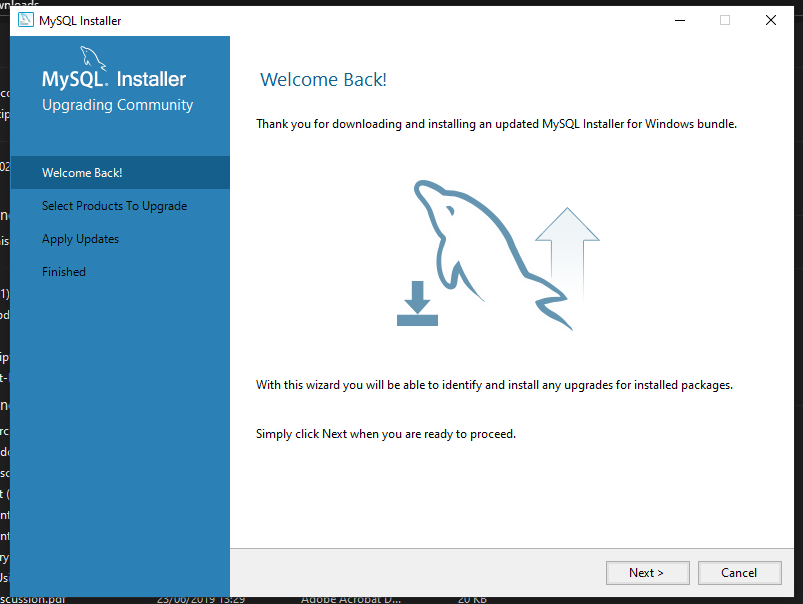 MySQL Installer
MySQL. Installer
Upgrading Community
Welcome Back!
Select Products To Upgrade
Apply Updates
Finished
Welcome Back!
Thank you for downloading and installing an updated MySQL Installer for Windows bundle.
With this wizard you will be able to identify and install any upgrades for installed packages.
Simply click Next when you are ready to proceed.
Next >
Cancel
scussion.pdf 23/06/2019 13:29 Adobe Acrobat D... 20 KB